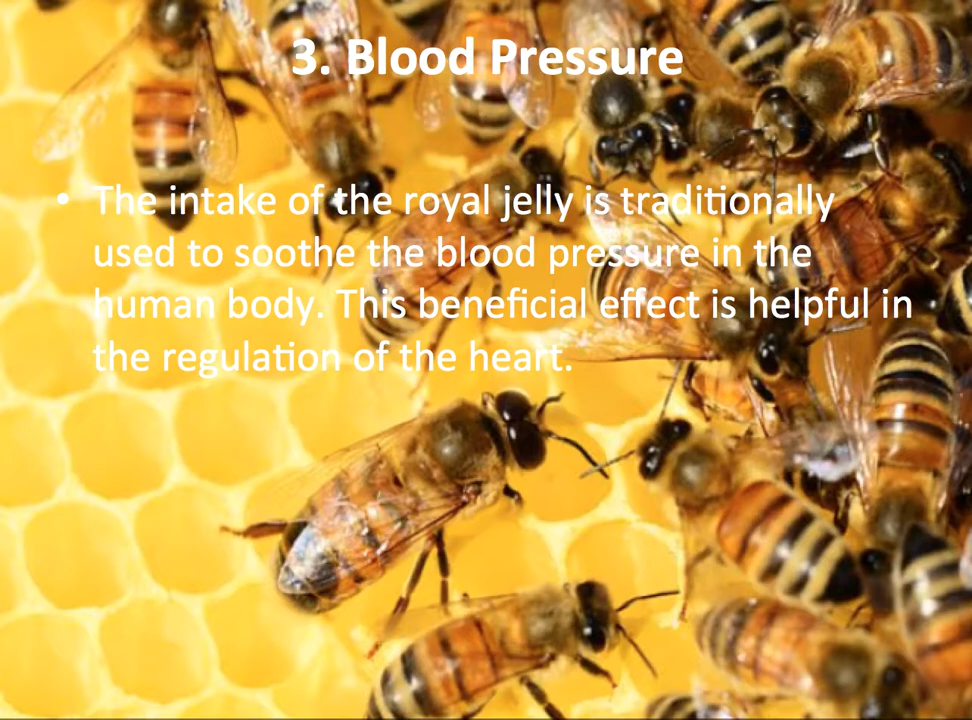 3. Blood Pressure
• The intake of the royal jelly is traditionally
used to soothe the blood pressure in the
human body. This beneficial effect is helpful in
the regulation of the heart.